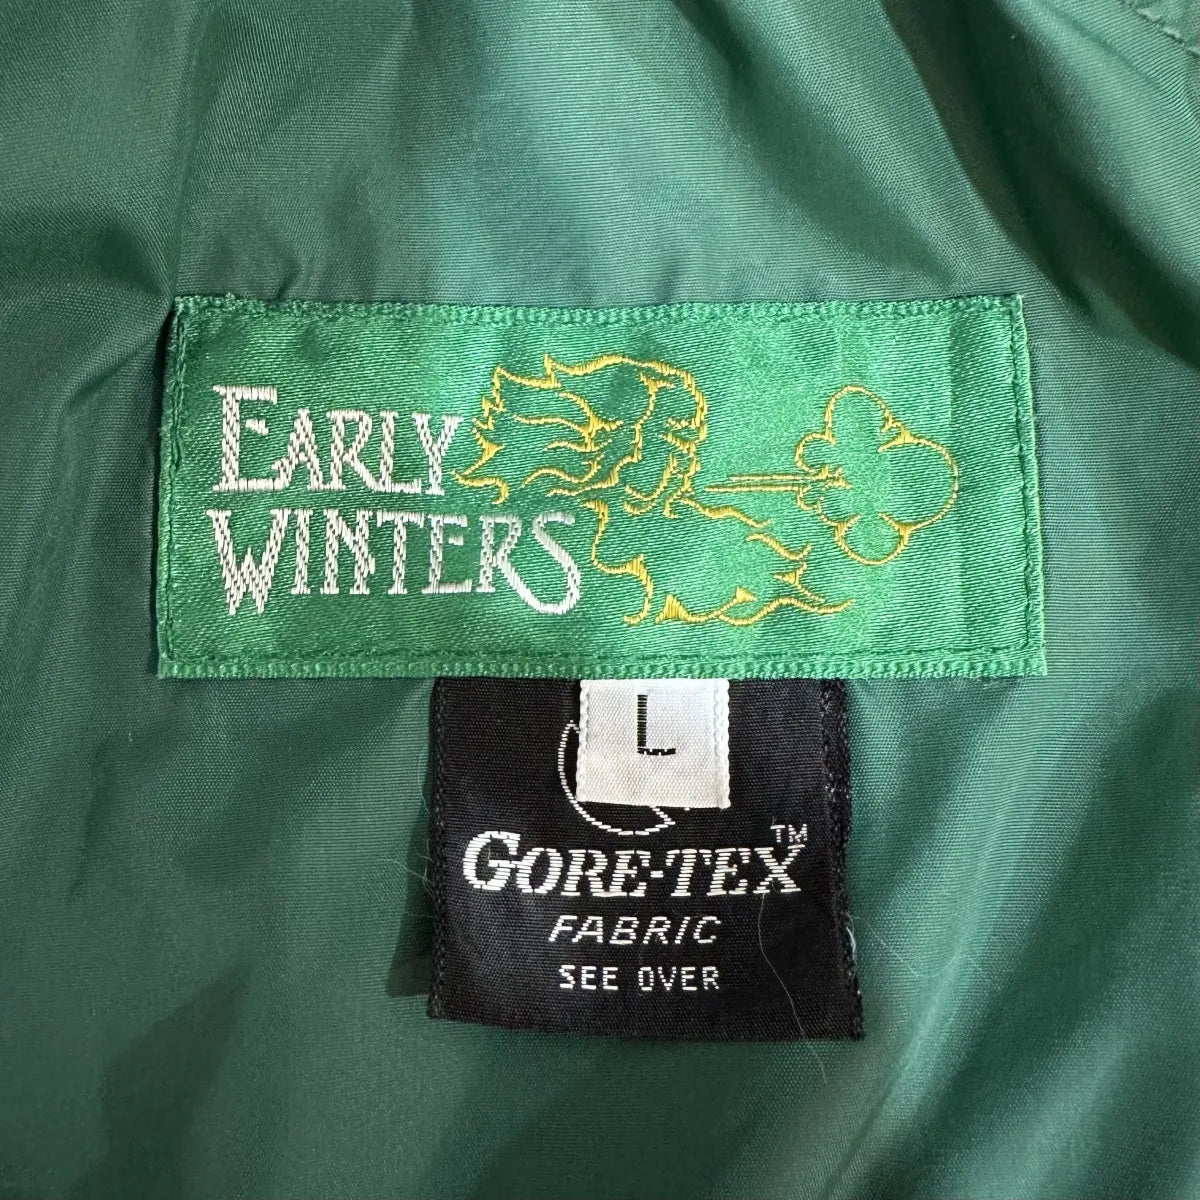 EARLY
WINTERS
L
GORE-TEX™
FABRIC
SEE OVER